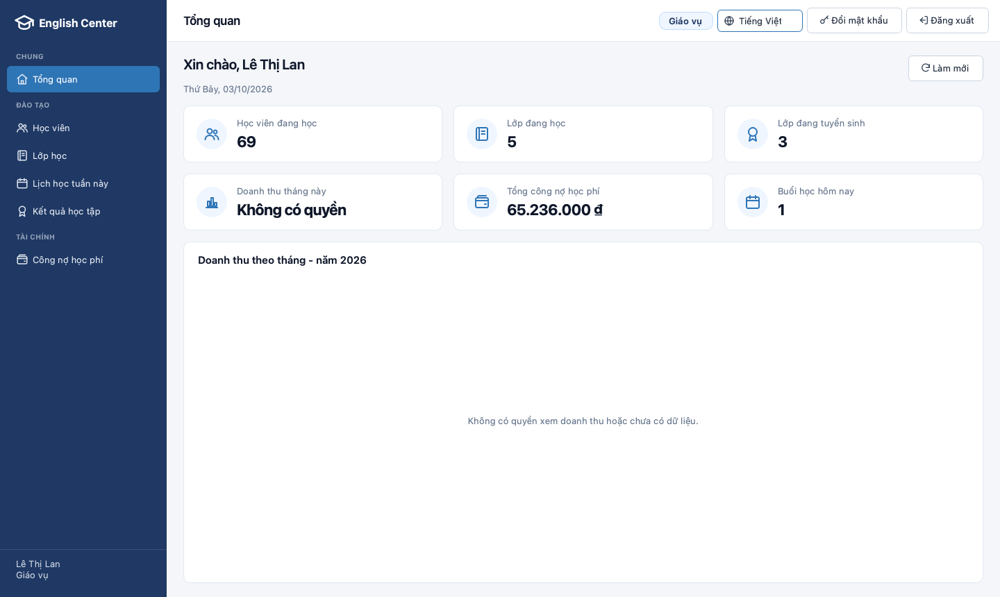 English Center
CHUNG
Tổng quan
ĐÀO TẠO
Học viên
Lớp học
Lịch học tuần này
Kết quả học tập
TÀI CHÍNH
Công nợ học phí
Lê Thị Lan
Giáo vụ
Tổng quan
Giáo vụ
Tiếng Việt
Đổi mật khẩu
Đăng xuất
Xin chào, Lê Thị Lan
Làm mới
Thứ Bảy, 03/10/2026
Học viên đang học
69
Lớp đang học
5
Lớp đang tuyển sinh
3
Doanh thu tháng này
Không có quyền
Tổng công nợ học phí
65.236.000 ₫
Buổi học hôm nay
1
Doanh thu theo tháng - năm 2026
Không có quyền xem doanh thu hoặc chưa có dữ liệu.